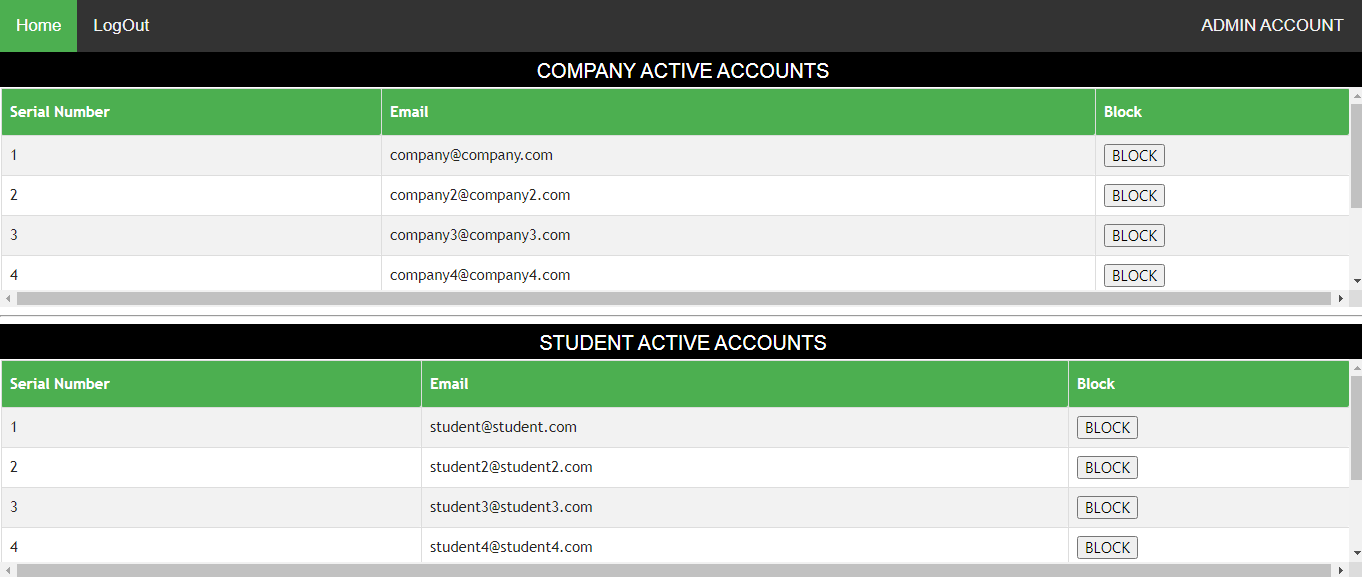 Home LogOut ADMIN ACCOUNT
COMPANY ACTIVE ACCOUNTS
Serial Number Email Block
1 company@company.com BLOCK
2 company2@company2.com BLOCK
3 company3@company3.com BLOCK
4 company4@company4.com BLOCK
STUDENT ACTIVE ACCOUNTS
Serial Number Email Block
1 student@student.com BLOCK
2 student2@student2.com BLOCK
3 student3@student3.com BLOCK
4 student4@student4.com BLOCK